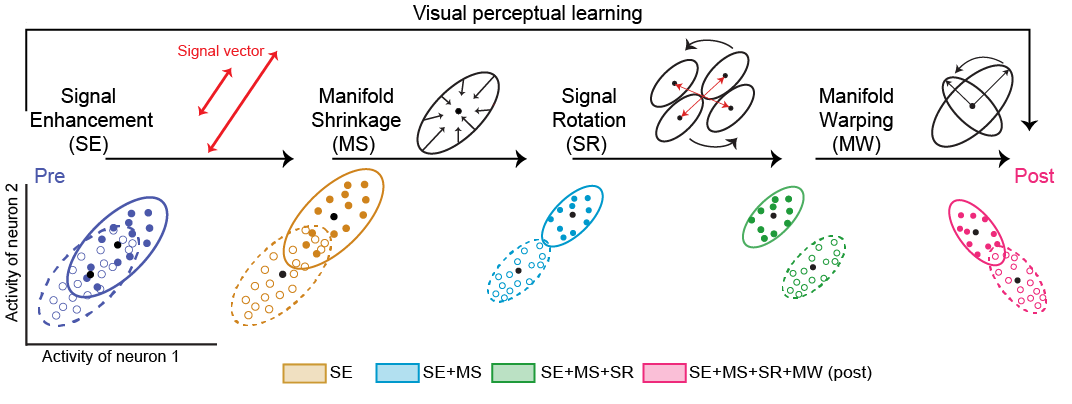 Visual perceptual learning
Signal vector
Signal
Enhancement
(SE)
Manifold
Shrinkage
(MS)
Signal
Rotation
(SR)
Manifold
Warping
(MW)
Pre
Post
Activity of neuron 2
Activity of neuron 1
SE
SE+MS
SE+MS+SR
SE+MS+SR+MW (post)